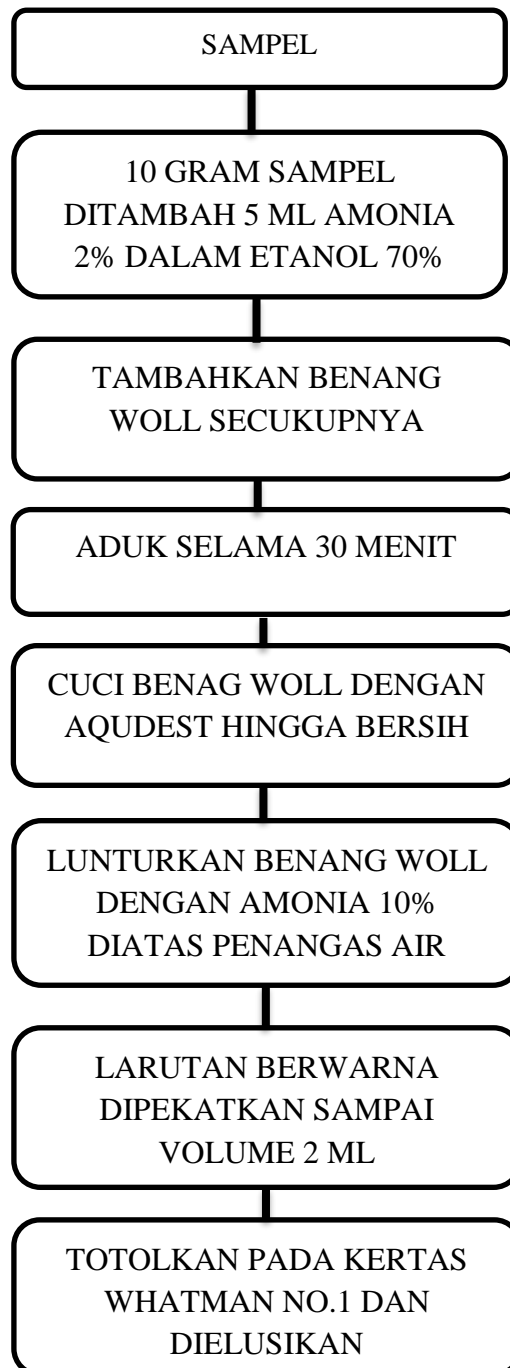 SAMPEL
10 GRAM SAMPEL
DITAMBAH 5 ML AMONIA
2% DALAM ETANOL 70%
TAMBAHKAN BENANG
WOLL SECUKUPNYA
ADUK SELAMA 30 MENIT
CUCI BENAG WOLL DENGAN
AQUDEST HINGGA BERSIH
LUNTURKAN BENANG WOLL
DENGAN AMONIA 10%
DIATAS PENANGAS AIR
LARUTAN BERWARNA
DIPEKATKAN SAMPAI
VOLUME 2 ML
TOTOLKAN PADA KERTAS
WHATMAN NO.1 DAN
DIELUSIKAN